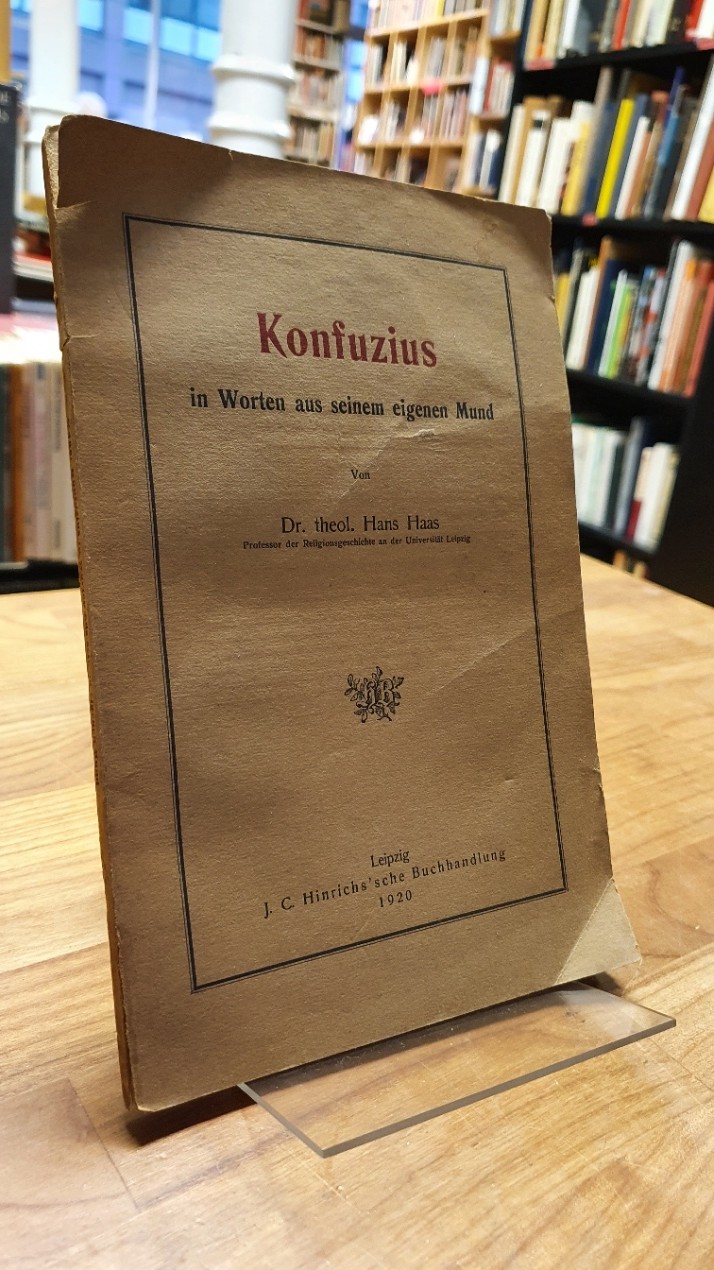 Konfuzius
in Worten aus seinem eigenen Mund
Von
Dr. theol. Hans Haas
Professor der Religionsgeschichte an der Universität Leipzig
Leipzig
J. C. Hinrichs'sche Buchhandlung
1920